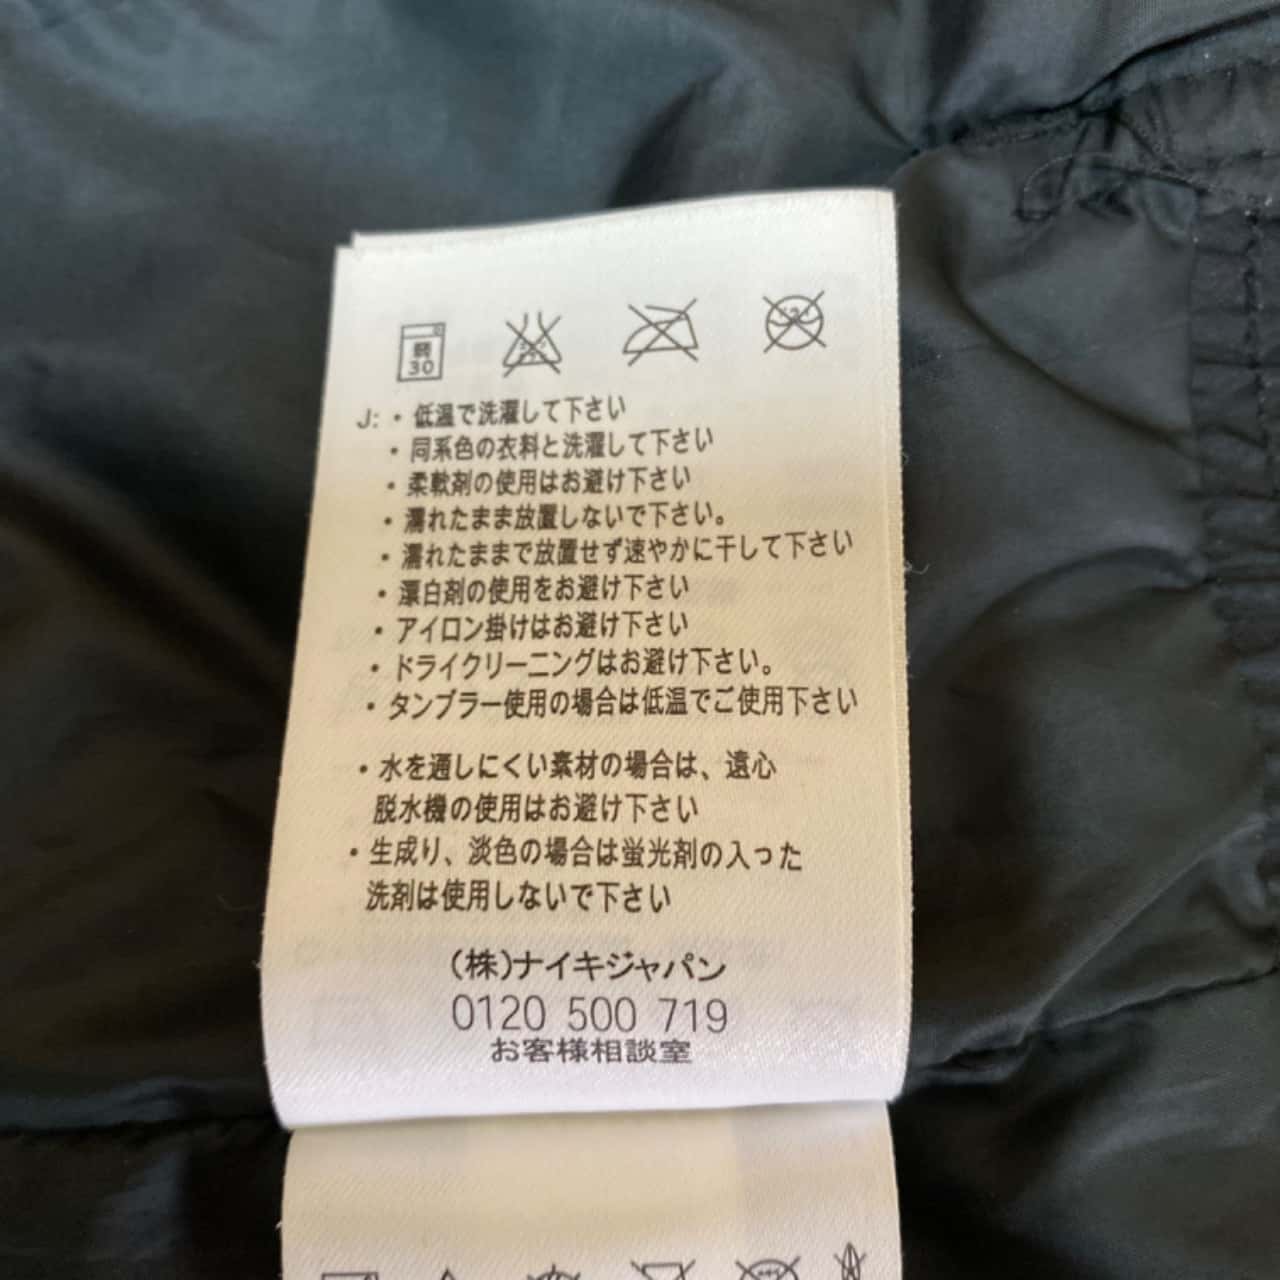 弱
30
J: ・低温で洗濯して下さい
・同系色の衣料と洗濯して下さい
・柔軟剤の使用はお避け下さい
・濡れたまま放置しないで下さい。
・濡れたままで放置せず速やかに干して下さい
・漂白剤の使用をお避け下さい
・アイロン掛けはお避け下さい
・ドライクリーニングはお避け下さい。
・タンブラー使用の場合は低温でご使用下さい
・水を通しにくい素材の場合は、遠心
脱水機の使用はお避け下さい
・生成り、淡色の場合は蛍光剤の入った
洗剤は使用しないで下さい
(株)ナイキジャパン
0120 500 719
お客様相談室